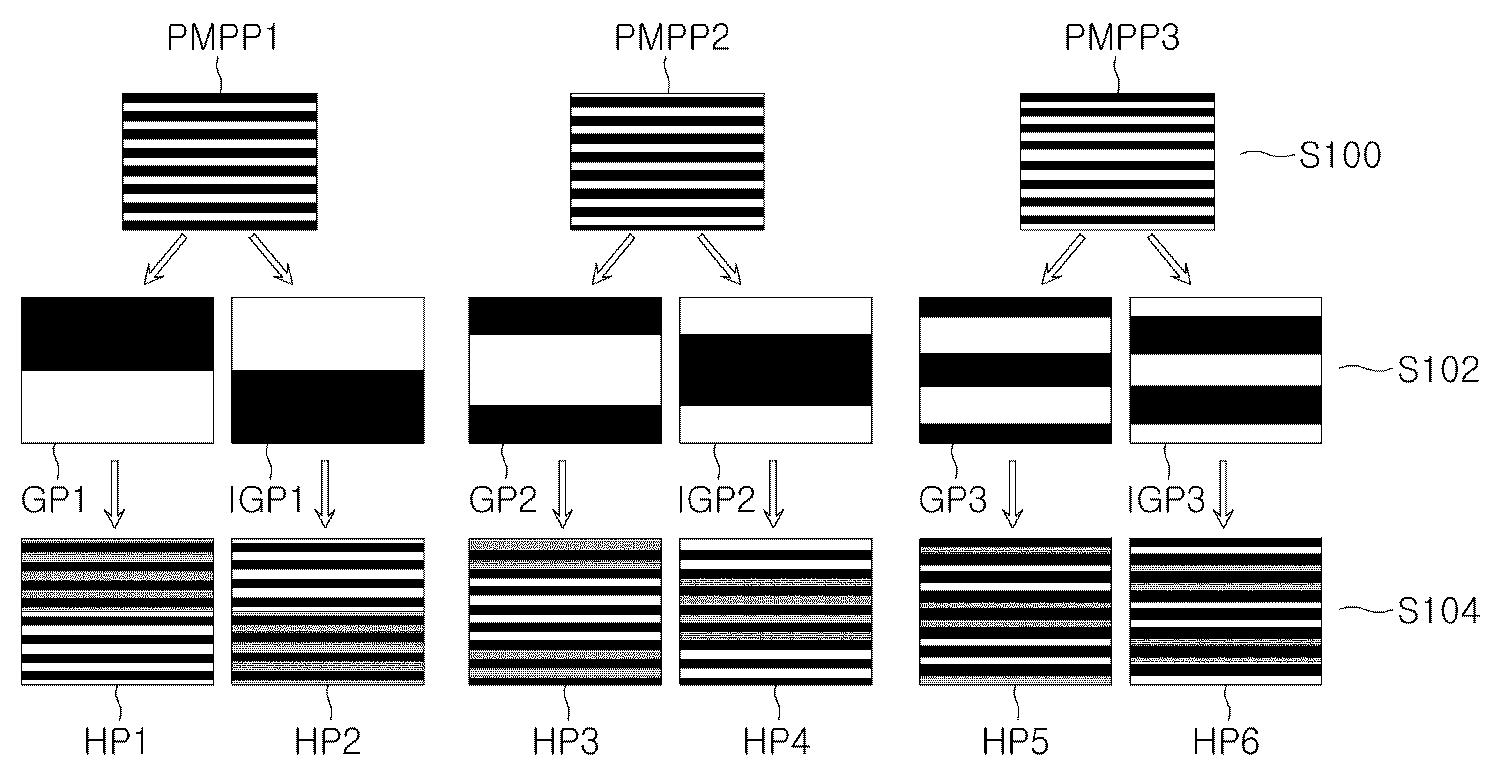 PMPP1 PMPP2 PMPP3
S100
S102
GP1 IGP1 GP2 IGP2 GP3 IGP3
S104
HP1 HP2 HP3 HP4 HP5 HP6